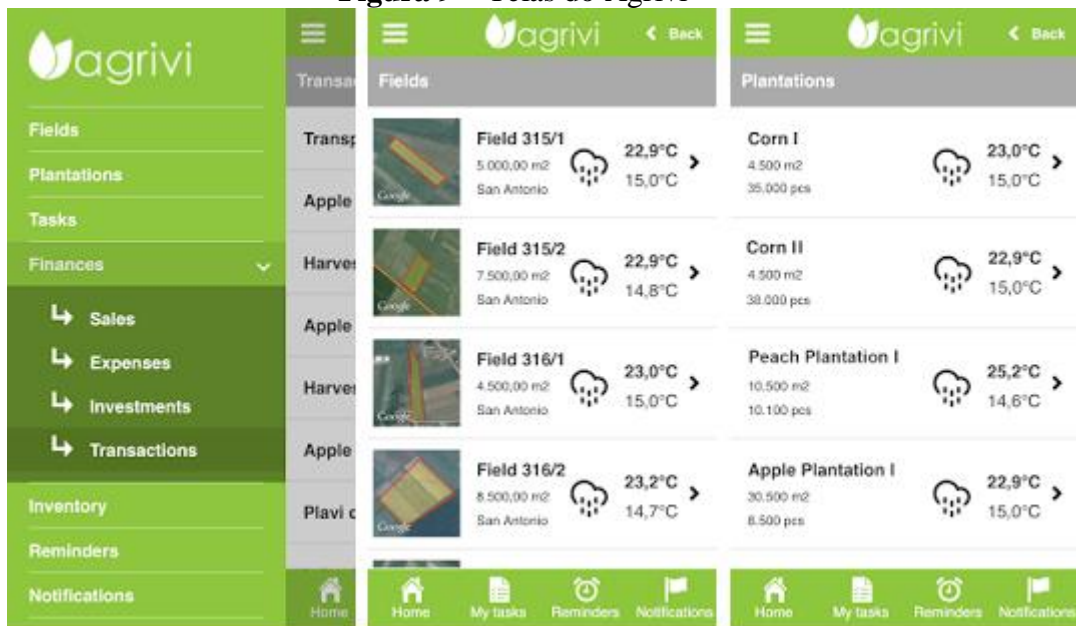 Figura 9 – Telas do Agrivi
agrivi
Fields
Plantations
Tasks
Finances
Sales
Expenses
Investments
Transactions
Inventory
Reminders
Notifications
Transa
Transp
Apple
Harves
Apple
Harves
Apple
Plavi c
Home
agrivi
Back
Fields
Google
Field 315/1
5.000,00 m2
San Antonio
22,9°C
15,0°C
Google
Field 315/2
7.500,00 m2
San Antonio
22,9°C
14,8°C
Google
Field 316/1
4.500,00 m2
San Antonio
23,0°C
15,0°C
Google
Field 316/2
8.500,00 m2
San Antonio
23,2°C
14,7°C
Home
My tasks
Reminders
Notifications
agrivi
Back
Plantations
Corn I
4.500 m2
35.000 pcs
23,0°C
15,0°C
Corn II
4.500 m2
38.000 pcs
22,9°C
15,0°C
Peach Plantation I
10.500 m2
10.100 pcs
25,2°C
14,6°C
Apple Plantation I
30.500 m2
8.500 pcs
22,9°C
15,0°C
Home
My tasks
Reminders
Notifications